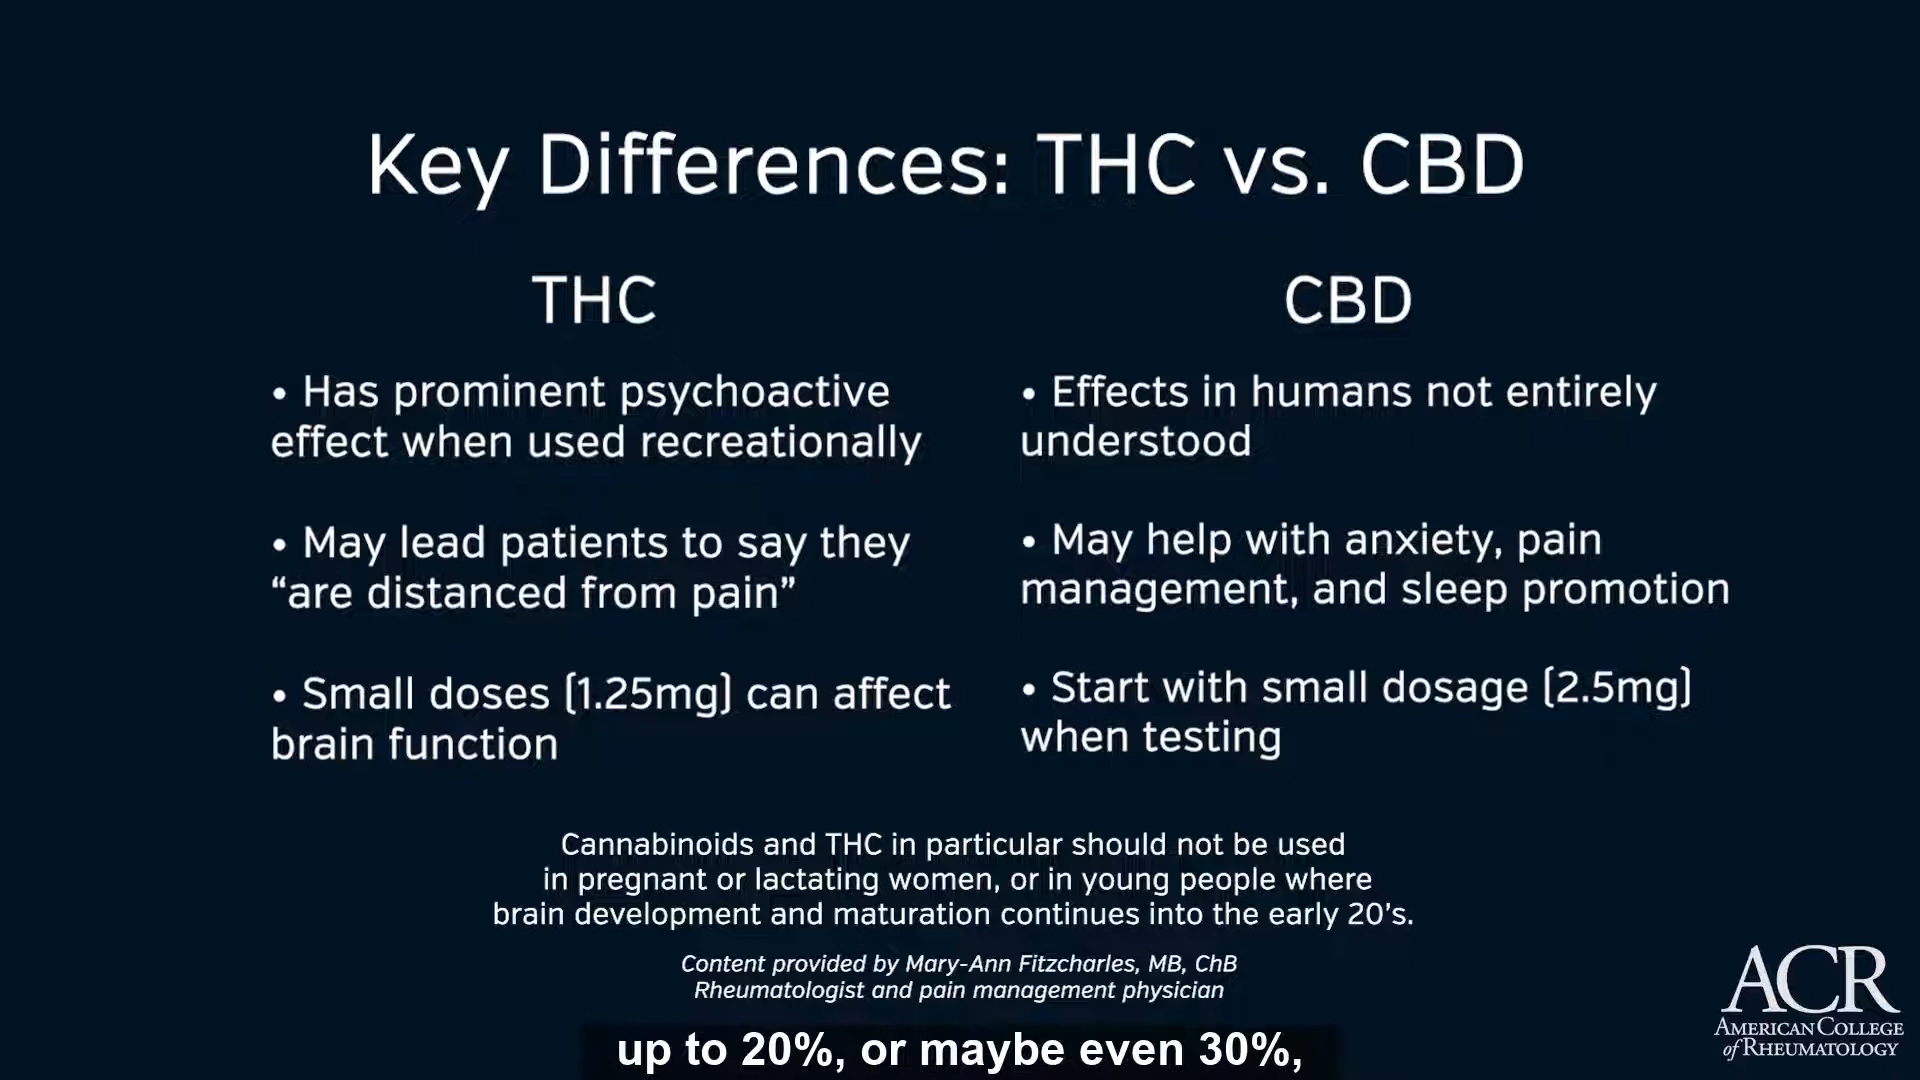 Key Differences: THC vs. CBD
THC
• Has prominent psychoactive
effect when used recreationally
• May lead patients to say they
“are distanced from pain”
• Small doses (1.25mg) can affect
brain function
CBD
• Effects in humans not entirely
understood
• May help with anxiety, pain
management, and sleep promotion
• Start with small dosage (2.5mg)
when testing
Cannabinoids and THC in particular should not be used
in pregnant or lactating women, or in young people where
brain development and maturation continues into the early 20’s.
Content provided by Mary-Ann Fitzcharles, MB, ChB
Rheumatologist and pain management physician
ACR
AMERICAN COLLEGE
of RHEUMATOLOGY
up to 20%, or maybe even 30%,